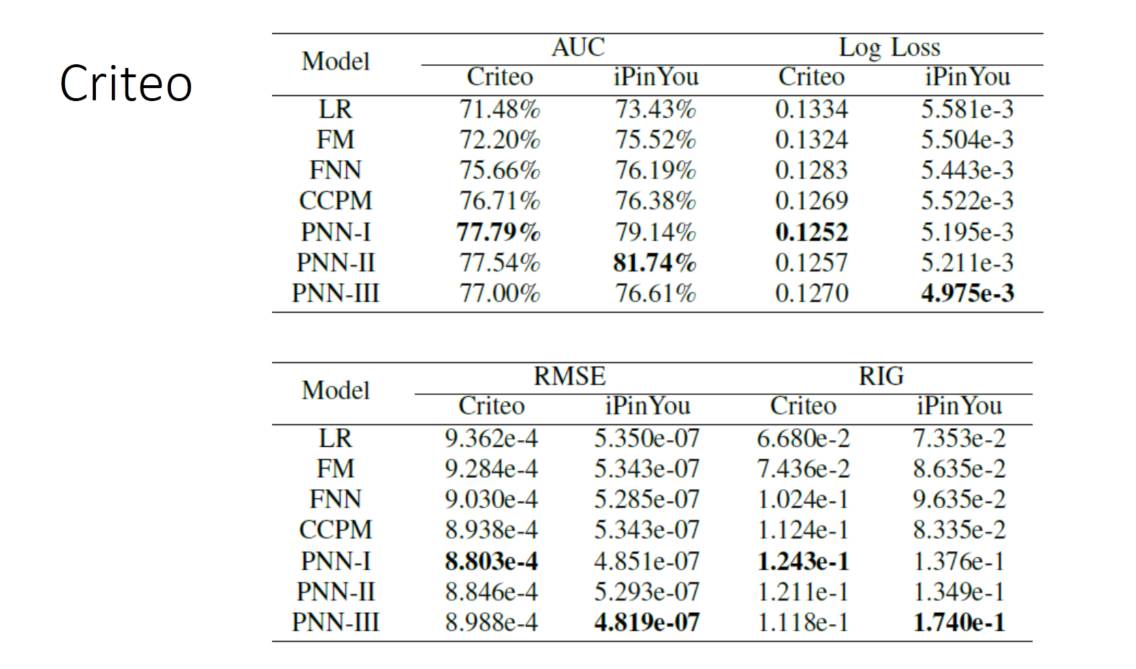 Criteo
Model AUC Log Loss
Criteo iPinYou Criteo iPinYou
LR 71.48% 73.43% 0.1334 5.581e-3
FM 72.20% 75.52% 0.1324 5.504e-3
FNN 75.66% 76.19% 0.1283 5.443e-3
CCPM 76.71% 76.38% 0.1269 5.522e-3
PNN-I 77.79% 79.14% 0.1252 5.195e-3
PNN-II 77.54% 81.74% 0.1257 5.211e-3
PNN-III 77.00% 76.61% 0.1270 4.975e-3
Model RMSE RIG
Criteo iPinYou Criteo iPinYou
LR 9.362e-4 5.350e-07 6.680e-2 7.353e-2
FM 9.284e-4 5.343e-07 7.436e-2 8.635e-2
FNN 9.030e-4 5.285e-07 1.024e-1 9.635e-2
CCPM 8.938e-4 5.343e-07 1.124e-1 8.335e-2
PNN-I 8.803e-4 4.851e-07 1.243e-1 1.376e-1
PNN-II 8.846e-4 5.293e-07 1.211e-1 1.349e-1
PNN-III 8.988e-4 4.819e-07 1.118e-1 1.740e-1